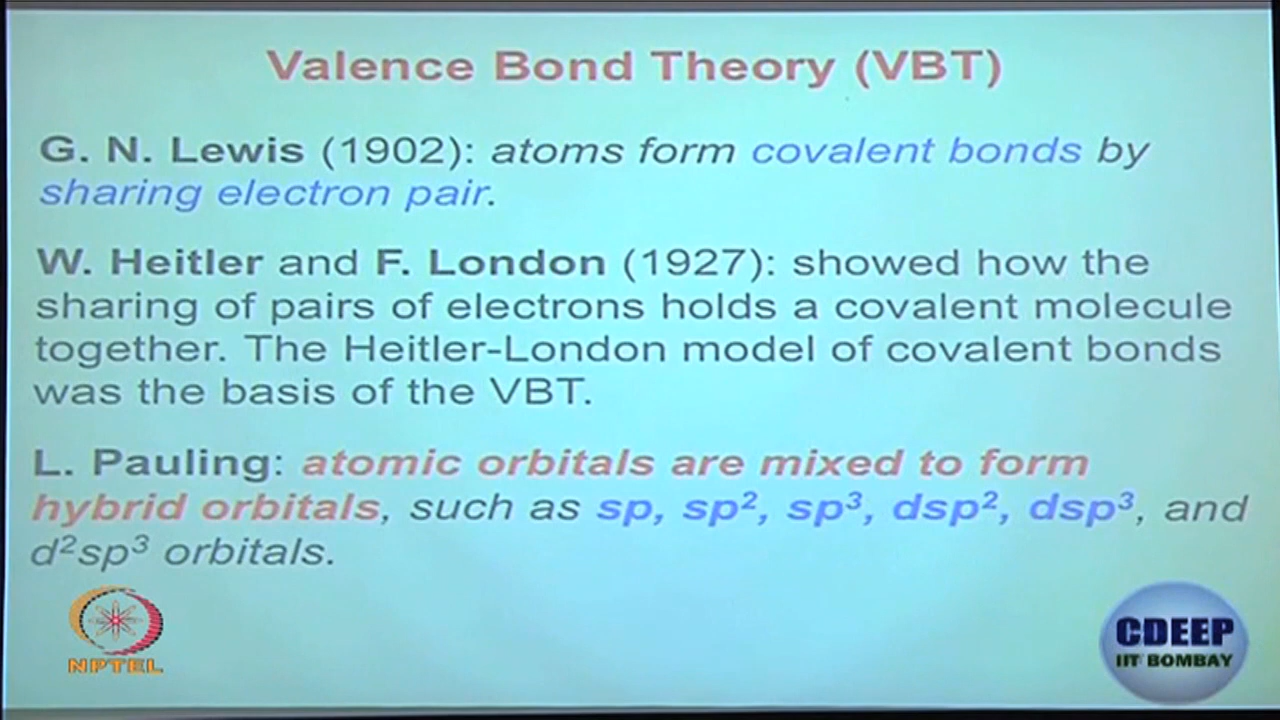 Valence Bond Theory (VBT)
G. N. Lewis (1902): atoms form covalent bonds by
sharing electron pair.
W. Heitler and F. London (1927): showed how the
sharing of pairs of electrons holds a covalent molecule
together. The Heitler-London model of covalent bonds
was the basis of the VBT.
L. Pauling: atomic orbitals are mixed to form
hybrid orbitals, such as sp, sp², sp³, dsp², dsp³, and
d²sp³ orbitals.
NPTEL
CDEEP
IIT BOMBAY